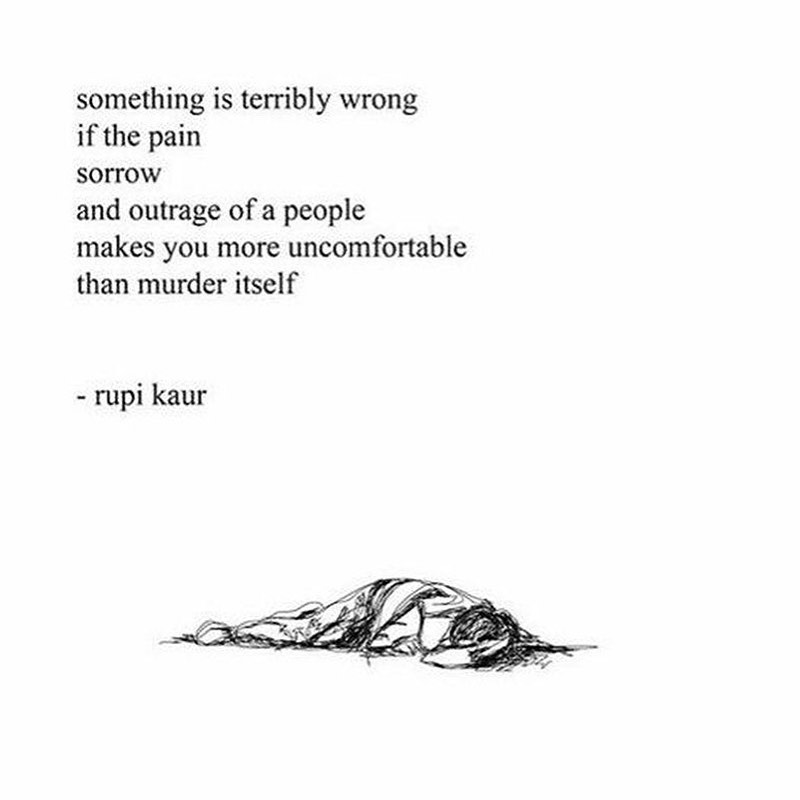 something is terribly wrong
if the pain
sorrow
and outrage of a people
makes you more uncomfortable
than murder itself
- rupi kaur